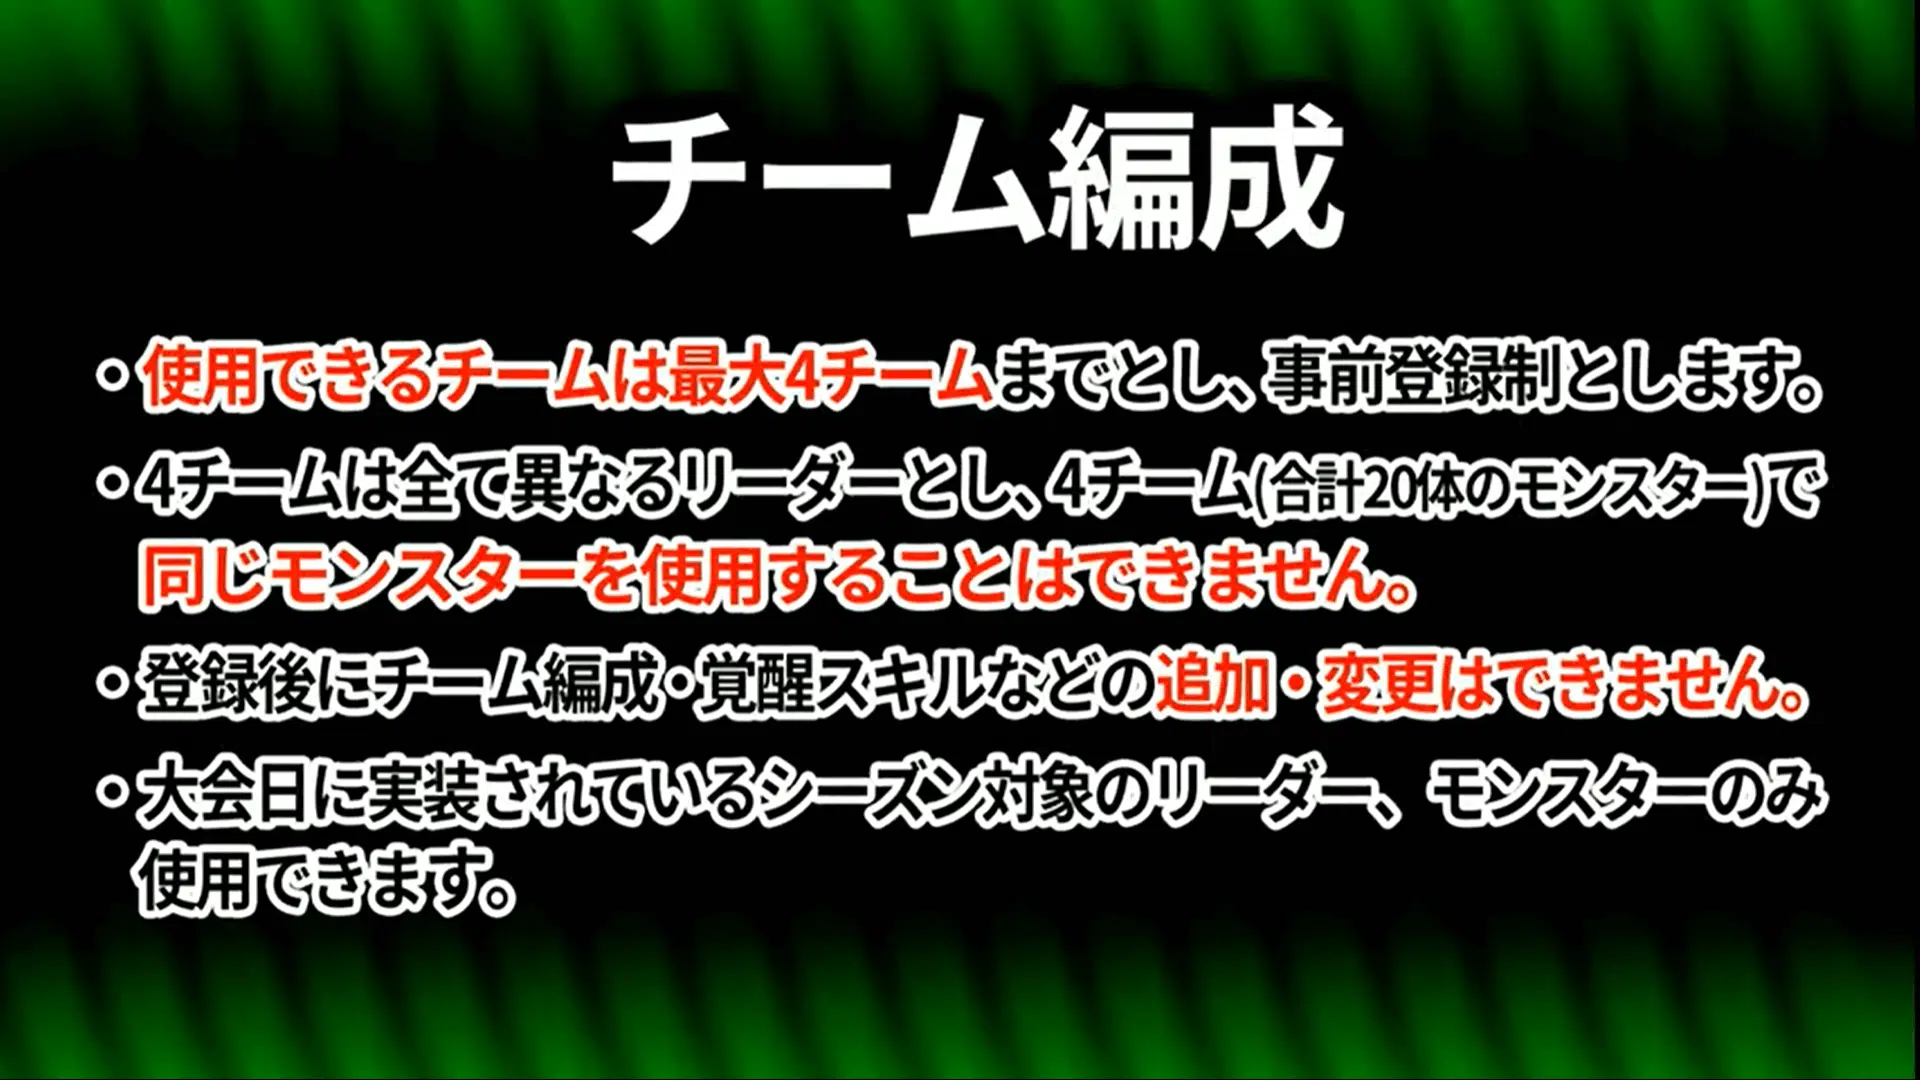 チーム編成
○使用できるチームは最大4チームまでとし、事前登録制とします。
○4チームは全て異なるリーダーとし、4チーム(合計20体のモンスター)で
同じモンスターを使用することはできません。
○登録後にチーム編成・覚醒スキルなどの追加・変更はできません。
○大会日に実装されているシーズン対象のリーダー、モンスターのみ
使用できます。